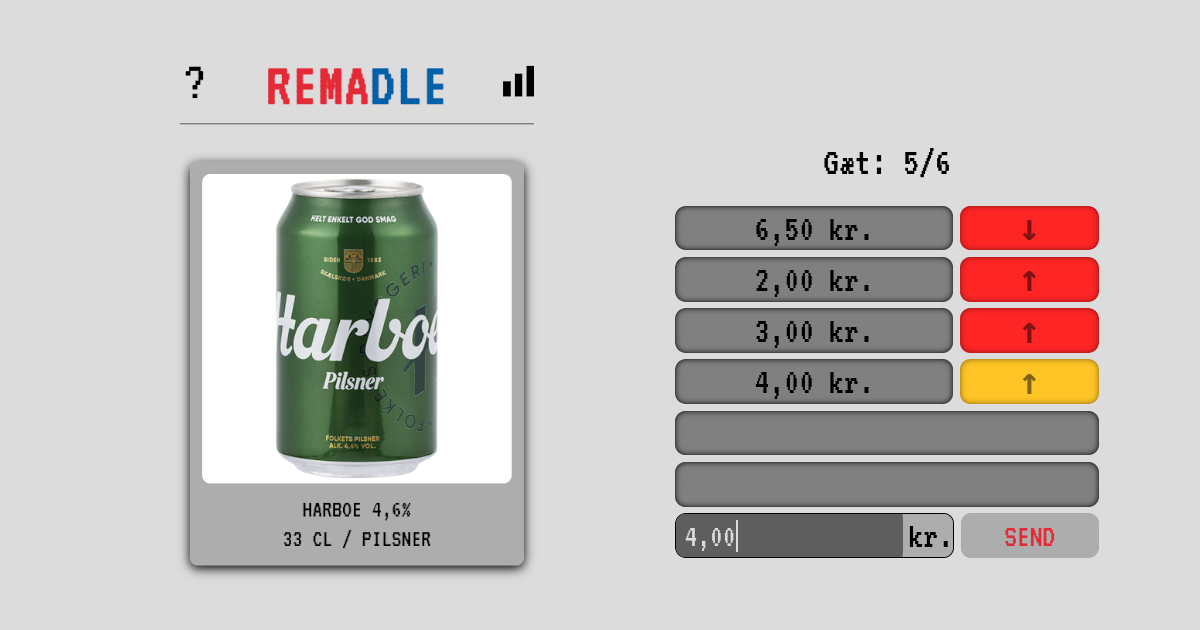 ?
REMADLE
HELT ENKELT GOD SMAG
SIDEN 1883
SKÆLSKØR • DANMARK
Harboe
Pilsner
FOLKETS PILSNER
ALK. 4,6% VOL.
HARBOE 4,6%
33 CL / PILSNER
Gæt: 5/6
6,50 kr. ↓
2,00 kr. ↑
3,00 kr. ↑
4,00 kr. ↑
4,00 kr. SEND